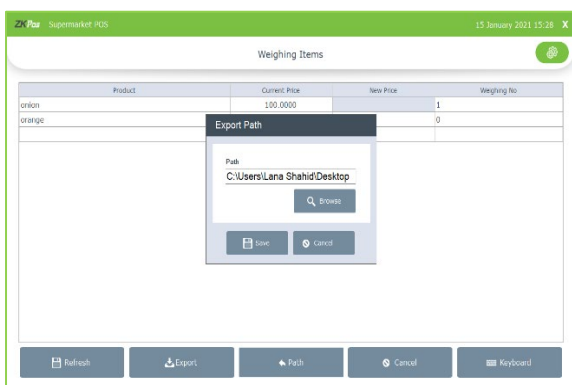 ZKPos Supermarket POS 15 January 2021 15:28 X
Weighing Items
Product Current Price New Price Weighing No
onion 100.0000 1
orange 0
Export Path
Path
C:\Users\Lana Shahid\Desktop
Browse
Save Cancel
Refresh Export Path Cancel Keyboard